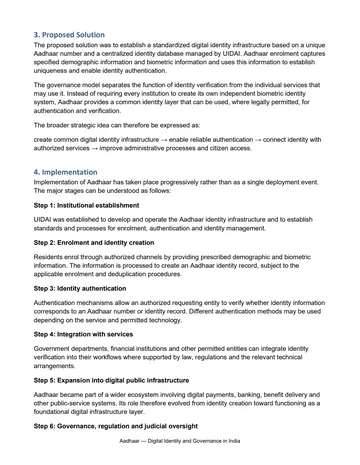 3. Proposed Solution
The proposed solution was to establish a standardized digital identity infrastructure based on a unique
Aadhaar number and a centralized identity database managed by UIDAI. Aadhaar enrolment captures
specified demographic information and biometric information and uses this information to establish
uniqueness and enable identity authentication.
The governance model separates the function of identity verification from the individual services that
may use it. Instead of requiring every institution to create its own independent biometric identity
system, Aadhaar provides a common identity layer that can be used, where legally permitted, for
authentication and verification.
The broader strategic idea can therefore be expressed as:
create common digital identity infrastructure → enable reliable authentication → connect identity with
authorized services → improve administrative processes and citizen access.
4. Implementation
Implementation of Aadhaar has taken place progressively rather than as a single deployment event.
The major stages can be understood as follows:
Step 1: Institutional establishment
UIDAI was established to develop and operate the Aadhaar identity infrastructure and to establish
standards and processes for enrolment, authentication and identity management.
Step 2: Enrolment and identity creation
Residents enrol through authorized channels by providing prescribed demographic and biometric
information. The information is processed to create an Aadhaar identity record, subject to the
applicable enrolment and deduplication procedures.
Step 3: Identity authentication
Authentication mechanisms allow an authorized requesting entity to verify whether identity information
corresponds to an Aadhaar number or identity record. Different authentication methods may be used
depending on the service and permitted technology.
Step 4: Integration with services
Government departments, financial institutions and other permitted entities can integrate identity
verification into their workflows where supported by law, regulations and the relevant technical
arrangements.
Step 5: Expansion into digital public infrastructure
Aadhaar became part of a wider ecosystem involving digital payments, banking, benefit delivery and
other public-service systems. Its role therefore evolved from identity creation toward functioning as a
foundational digital infrastructure layer.
Step 6: Governance, regulation and judicial oversight
Aadhaar — Digital Identity and Governance in India